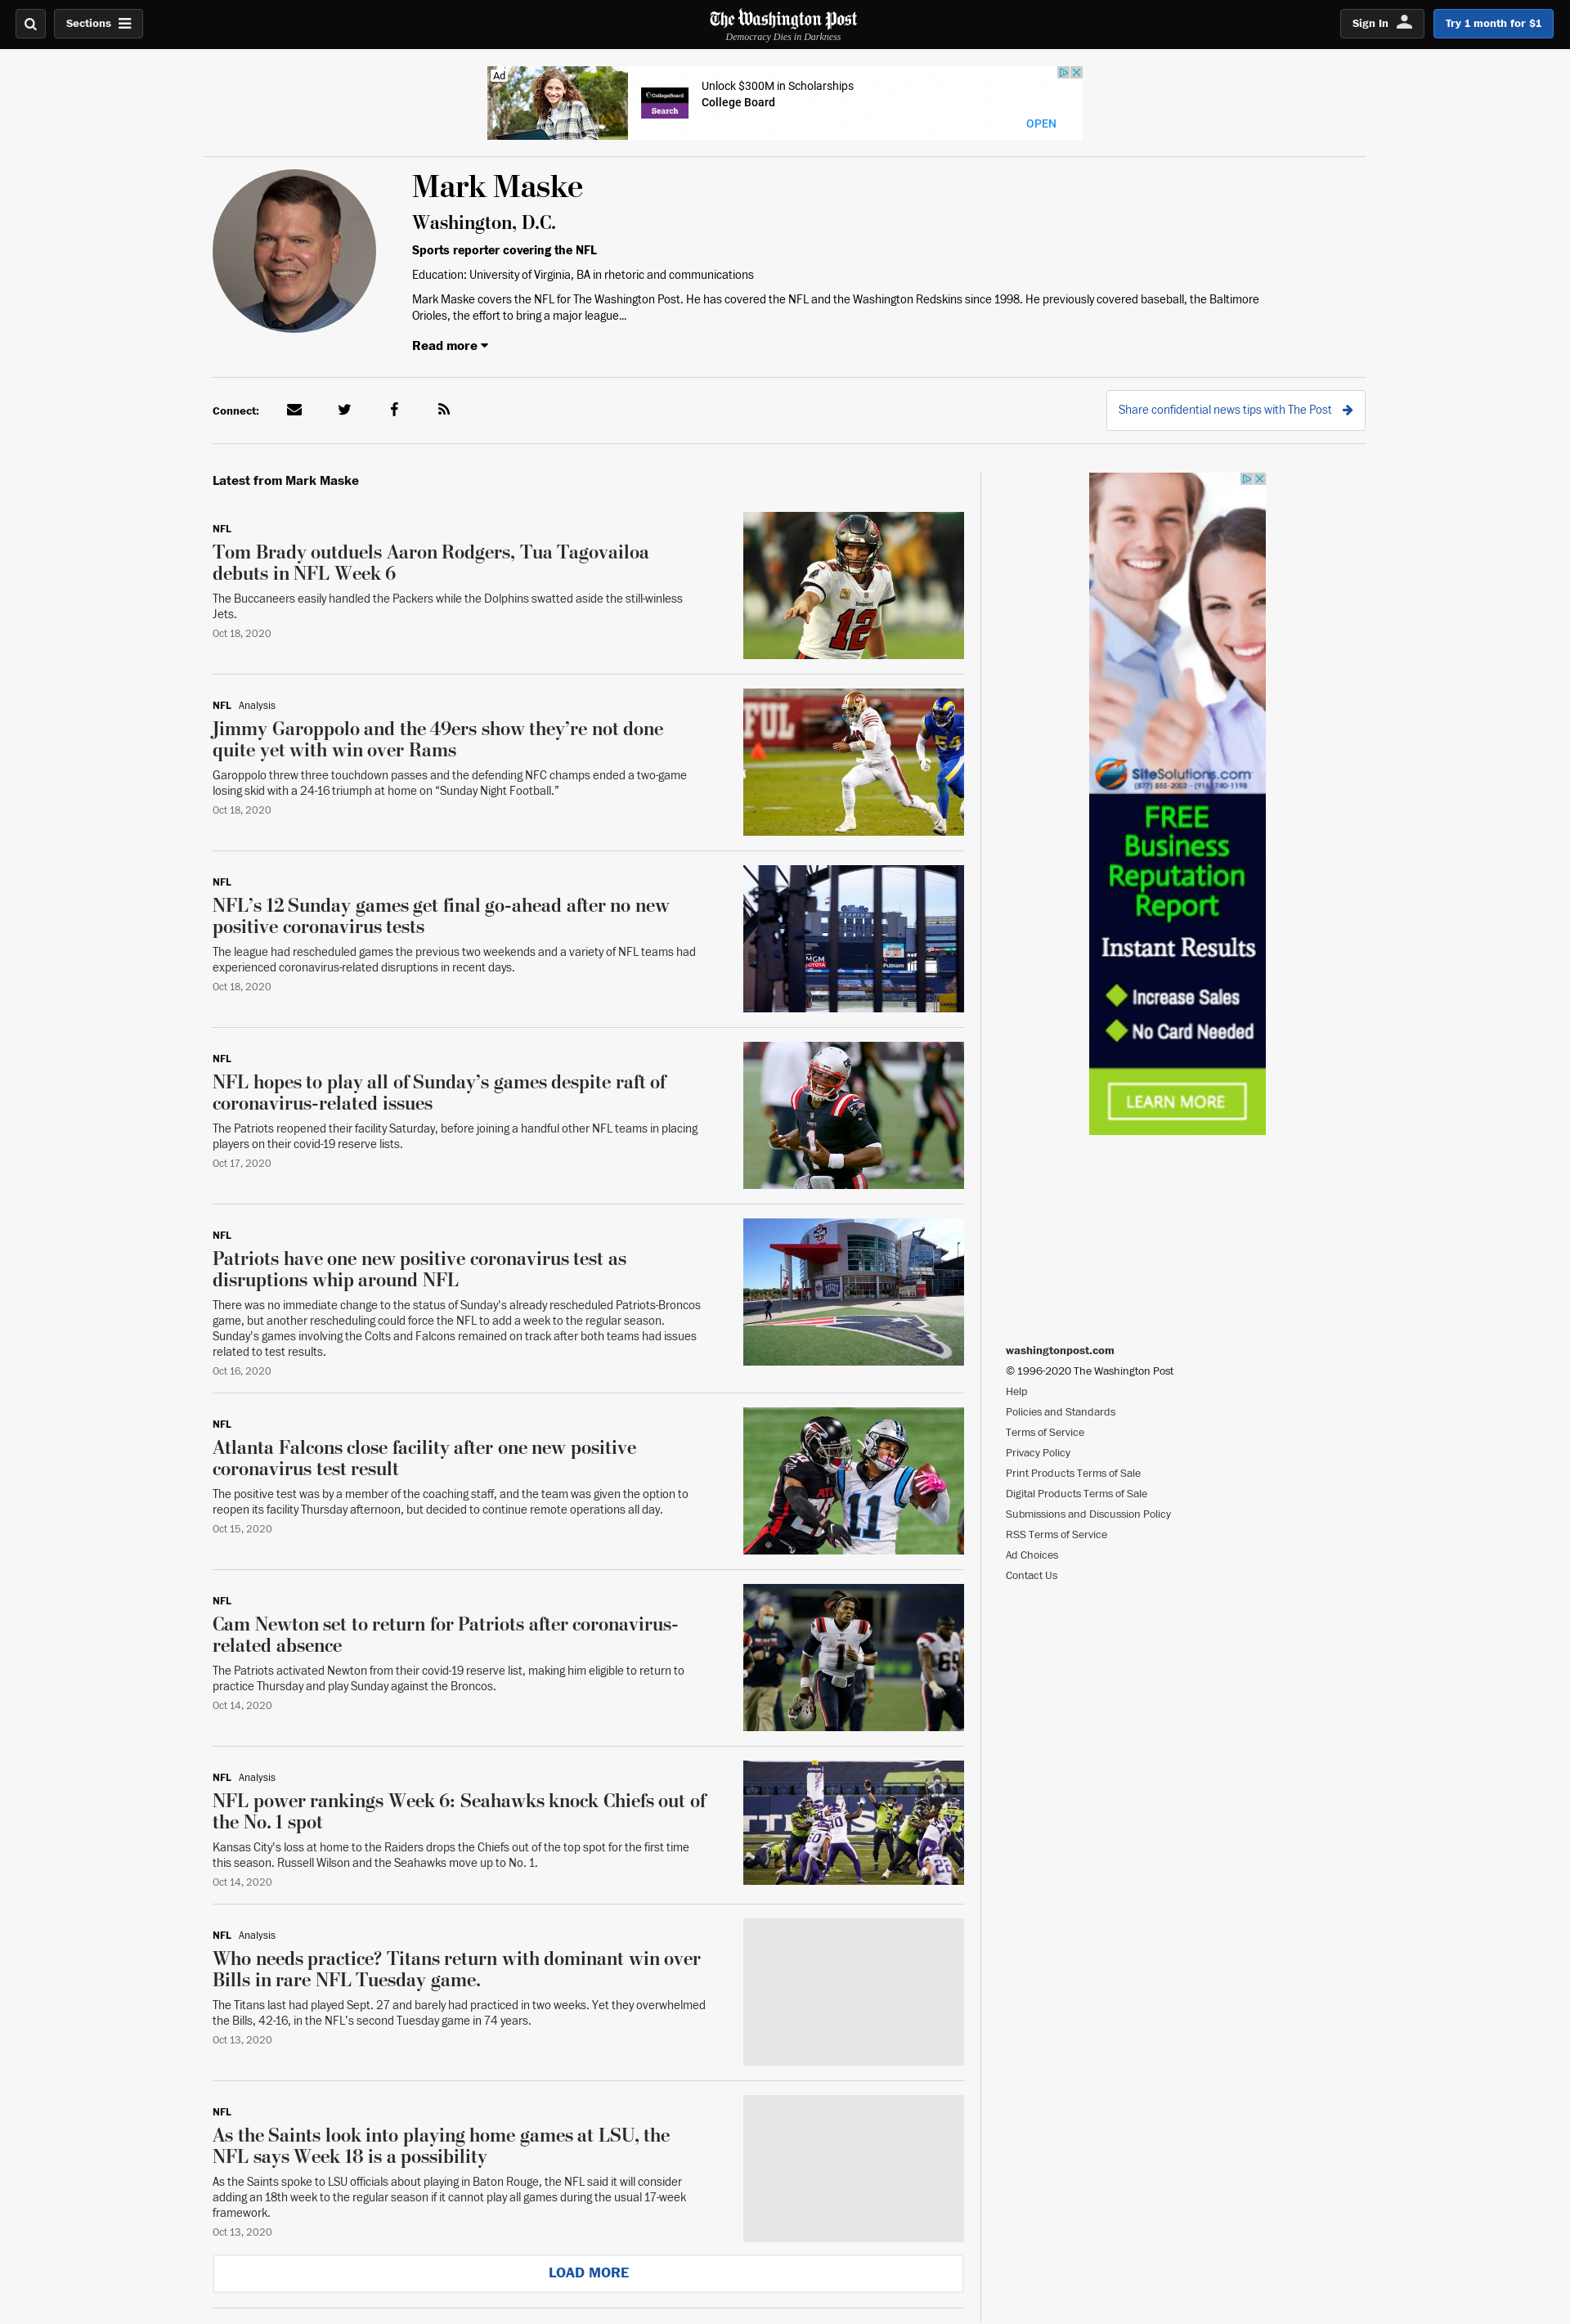 Sections
The Washington Post
Democracy Dies in Darkness
Sign In
Try 1 month for $1
Ad
CollegeBoard
Search
Unlock $300M in Scholarships
College Board
OPEN
Mark Maske
Washington, D.C.
Sports reporter covering the NFL
Education: University of Virginia, BA in rhetoric and communications
Mark Maske covers the NFL for The Washington Post. He has covered the NFL and the Washington Redskins since 1998. He previously covered baseball, the Baltimore
Orioles, the effort to bring a major league...
Read more
Connect:
Share confidential news tips with The Post
Latest from Mark Maske
NFL
Tom Brady outduels Aaron Rodgers, Tua Tagovailoa
debuts in NFL Week 6
The Buccaneers easily handled the Packers while the Dolphins swatted aside the still-winless
Jets.
Oct 18, 2020
12
NFL Analysis
Jimmy Garoppolo and the 49ers show they’re not done
quite yet with win over Rams
Garoppolo threw three touchdown passes and the defending NFC champs ended a two-game
losing skid with a 24-16 triumph at home on “Sunday Night Football.”
Oct 18, 2020
FUL
54
NFL
NFL’s 12 Sunday games get final go-ahead after no new
positive coronavirus tests
The league had rescheduled games the previous two weekends and a variety of NFL teams had
experienced coronavirus-related disruptions in recent days.
Oct 18, 2020
Gillette
STADIUM
MGM
TOYOTA
Putnam
NFL
NFL hopes to play all of Sunday’s games despite raft of
coronavirus-related issues
The Patriots reopened their facility Saturday, before joining a handful other NFL teams in placing
players on their covid-19 reserve lists.
Oct 17, 2020
1
NFL
Patriots have one new positive coronavirus test as
disruptions whip around NFL
There was no immediate change to the status of Sunday's already rescheduled Patriots-Broncos
game, but another rescheduling could force the NFL to add a week to the regular season.
Sunday's games involving the Colts and Falcons remained on track after both teams had issues
related to test results.
Oct 16, 2020
NFL
Atlanta Falcons close facility after one new positive
coronavirus test result
The positive test was by a member of the coaching staff, and the team was given the option to
reopen its facility Thursday afternoon, but decided to continue remote operations all day.
Oct 15, 2020
ATL
11
NFL
Cam Newton set to return for Patriots after coronavirus-
related absence
The Patriots activated Newton from their covid-19 reserve list, making him eligible to return to
practice Thursday and play Sunday against the Broncos.
Oct 14, 2020
1
NFL Analysis
NFL power rankings Week 6: Seahawks knock Chiefs out of
the No. 1 spot
Kansas City's loss at home to the Raiders drops the Chiefs out of the top spot for the first time
this season. Russell Wilson and the Seahawks move up to No. 1.
Oct 14, 2020
3
22
NFL Analysis
Who needs practice? Titans return with dominant win over
Bills in rare NFL Tuesday game.
The Titans last had played Sept. 27 and barely had practiced in two weeks. Yet they overwhelmed
the Bills, 42-16, in the NFL’s second Tuesday game in 74 years.
Oct 13, 2020
NFL
As the Saints look into playing home games at LSU, the
NFL says Week 18 is a possibility
As the Saints spoke to LSU officials about playing in Baton Rouge, the NFL said it will consider
adding an 18th week to the regular season if it cannot play all games during the usual 17-week
framework.
Oct 13, 2020
LOAD MORE
SiteSolutions.com
(877) 855-2003 - (916) 740-1198
FREE
Business
Reputation
Report
Instant Results
Increase Sales
No Card Needed
LEARN MORE
washingtonpost.com
© 1996-2020 The Washington Post
Help
Policies and Standards
Terms of Service
Privacy Policy
Print Products Terms of Sale
Digital Products Terms of Sale
Submissions and Discussion Policy
RSS Terms of Service
Ad Choices
Contact Us